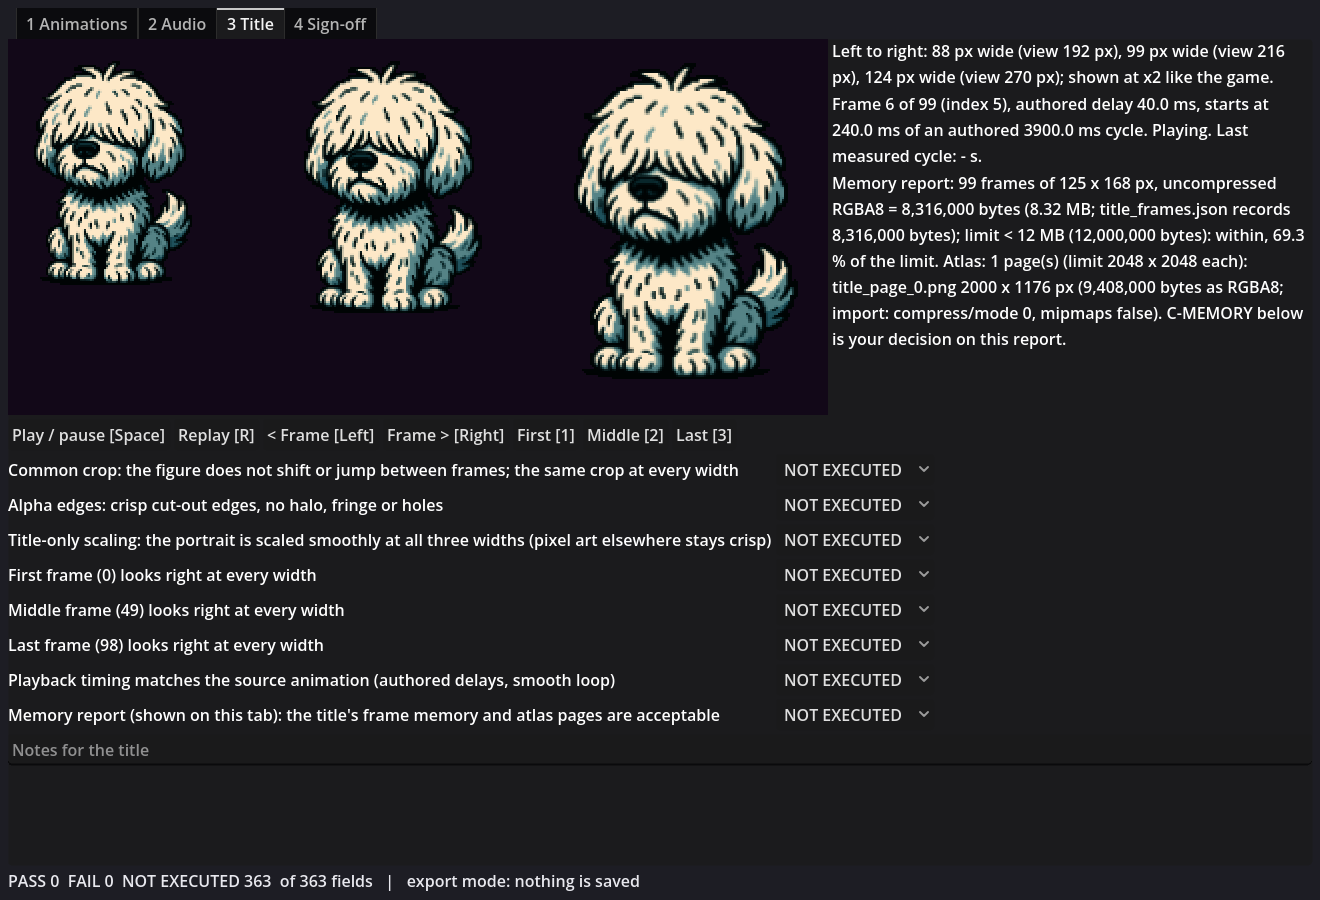 1 Animations 2 Audio 3 Title 4 Sign-off
Left to right: 88 px wide (view 192 px), 99 px wide (view 216
px), 124 px wide (view 270 px); shown at x2 like the game.
Frame 6 of 99 (index 5), authored delay 40.0 ms, starts at
240.0 ms of an authored 3900.0 ms cycle. Playing. Last
measured cycle: - s.
Memory report: 99 frames of 125 x 168 px, uncompressed
RGBA8 = 8,316,000 bytes (8.32 MB; title_frames.json records
8,316,000 bytes); limit < 12 MB (12,000,000 bytes): within, 69.3
% of the limit. Atlas: 1 page(s) (limit 2048 x 2048 each):
title_page_0.png 2000 x 1176 px (9,408,000 bytes as RGBA8;
import: compress/mode 0, mipmaps false). C-MEMORY below
is your decision on this report.
Play / pause [Space] Replay [R] < Frame [Left] Frame > [Right] First [1] Middle [2] Last [3]
Common crop: the figure does not shift or jump between frames; the same crop at every width NOT EXECUTED
Alpha edges: crisp cut-out edges, no halo, fringe or holes NOT EXECUTED
Title-only scaling: the portrait is scaled smoothly at all three widths (pixel art elsewhere stays crisp) NOT EXECUTED
First frame (0) looks right at every width NOT EXECUTED
Middle frame (49) looks right at every width NOT EXECUTED
Last frame (98) looks right at every width NOT EXECUTED
Playback timing matches the source animation (authored delays, smooth loop) NOT EXECUTED
Memory report (shown on this tab): the title's frame memory and atlas pages are acceptable NOT EXECUTED
Notes for the title
PASS 0 FAIL 0 NOT EXECUTED 363 of 363 fields | export mode: nothing is saved